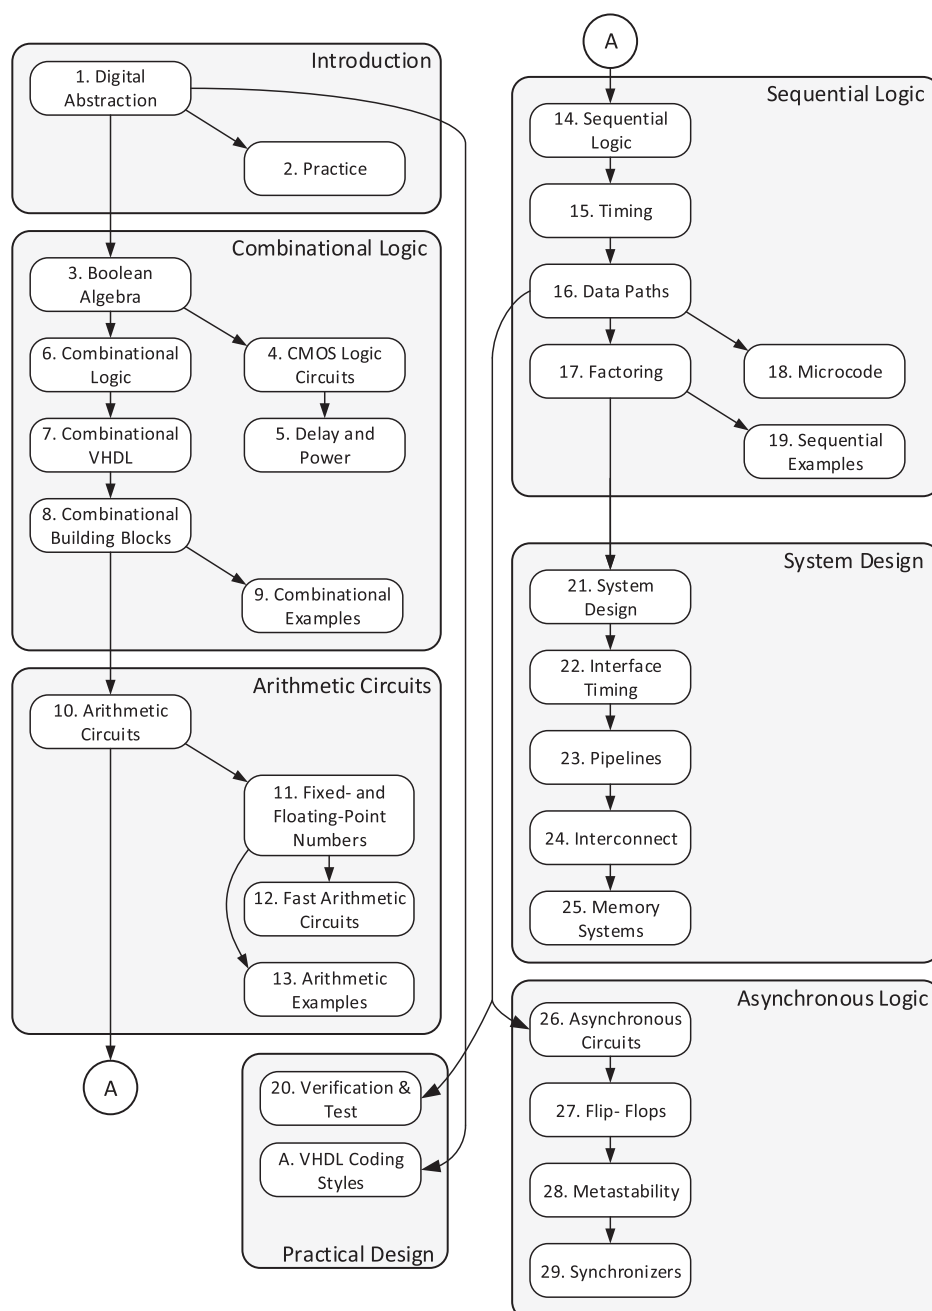 Introduction
1. Digital
Abstraction
2. Practice
Combinational Logic
3. Boolean
Algebra
6. Combinational
Logic
4. CMOS Logic
Circuits
7. Combinational
VHDL
5. Delay and
Power
8. Combinational
Building Blocks
9. Combinational
Examples
Arithmetic Circuits
10. Arithmetic
Circuits
11. Fixed- and
Floating-Point
Numbers
12. Fast Arithmetic
Circuits
13. Arithmetic
Examples
A
20. Verification &
Test
A. VHDL Coding
Styles
Practical Design
A
Sequential Logic
14. Sequential
Logic
15. Timing
16. Data Paths
17. Factoring
18. Microcode
19. Sequential
Examples
System Design
21. System
Design
22. Interface
Timing
23. Pipelines
24. Interconnect
25. Memory
Systems
Asynchronous Logic
26. Asynchronous
Circuits
27. Flip- Flops
28. Metastability
29. Synchronizers